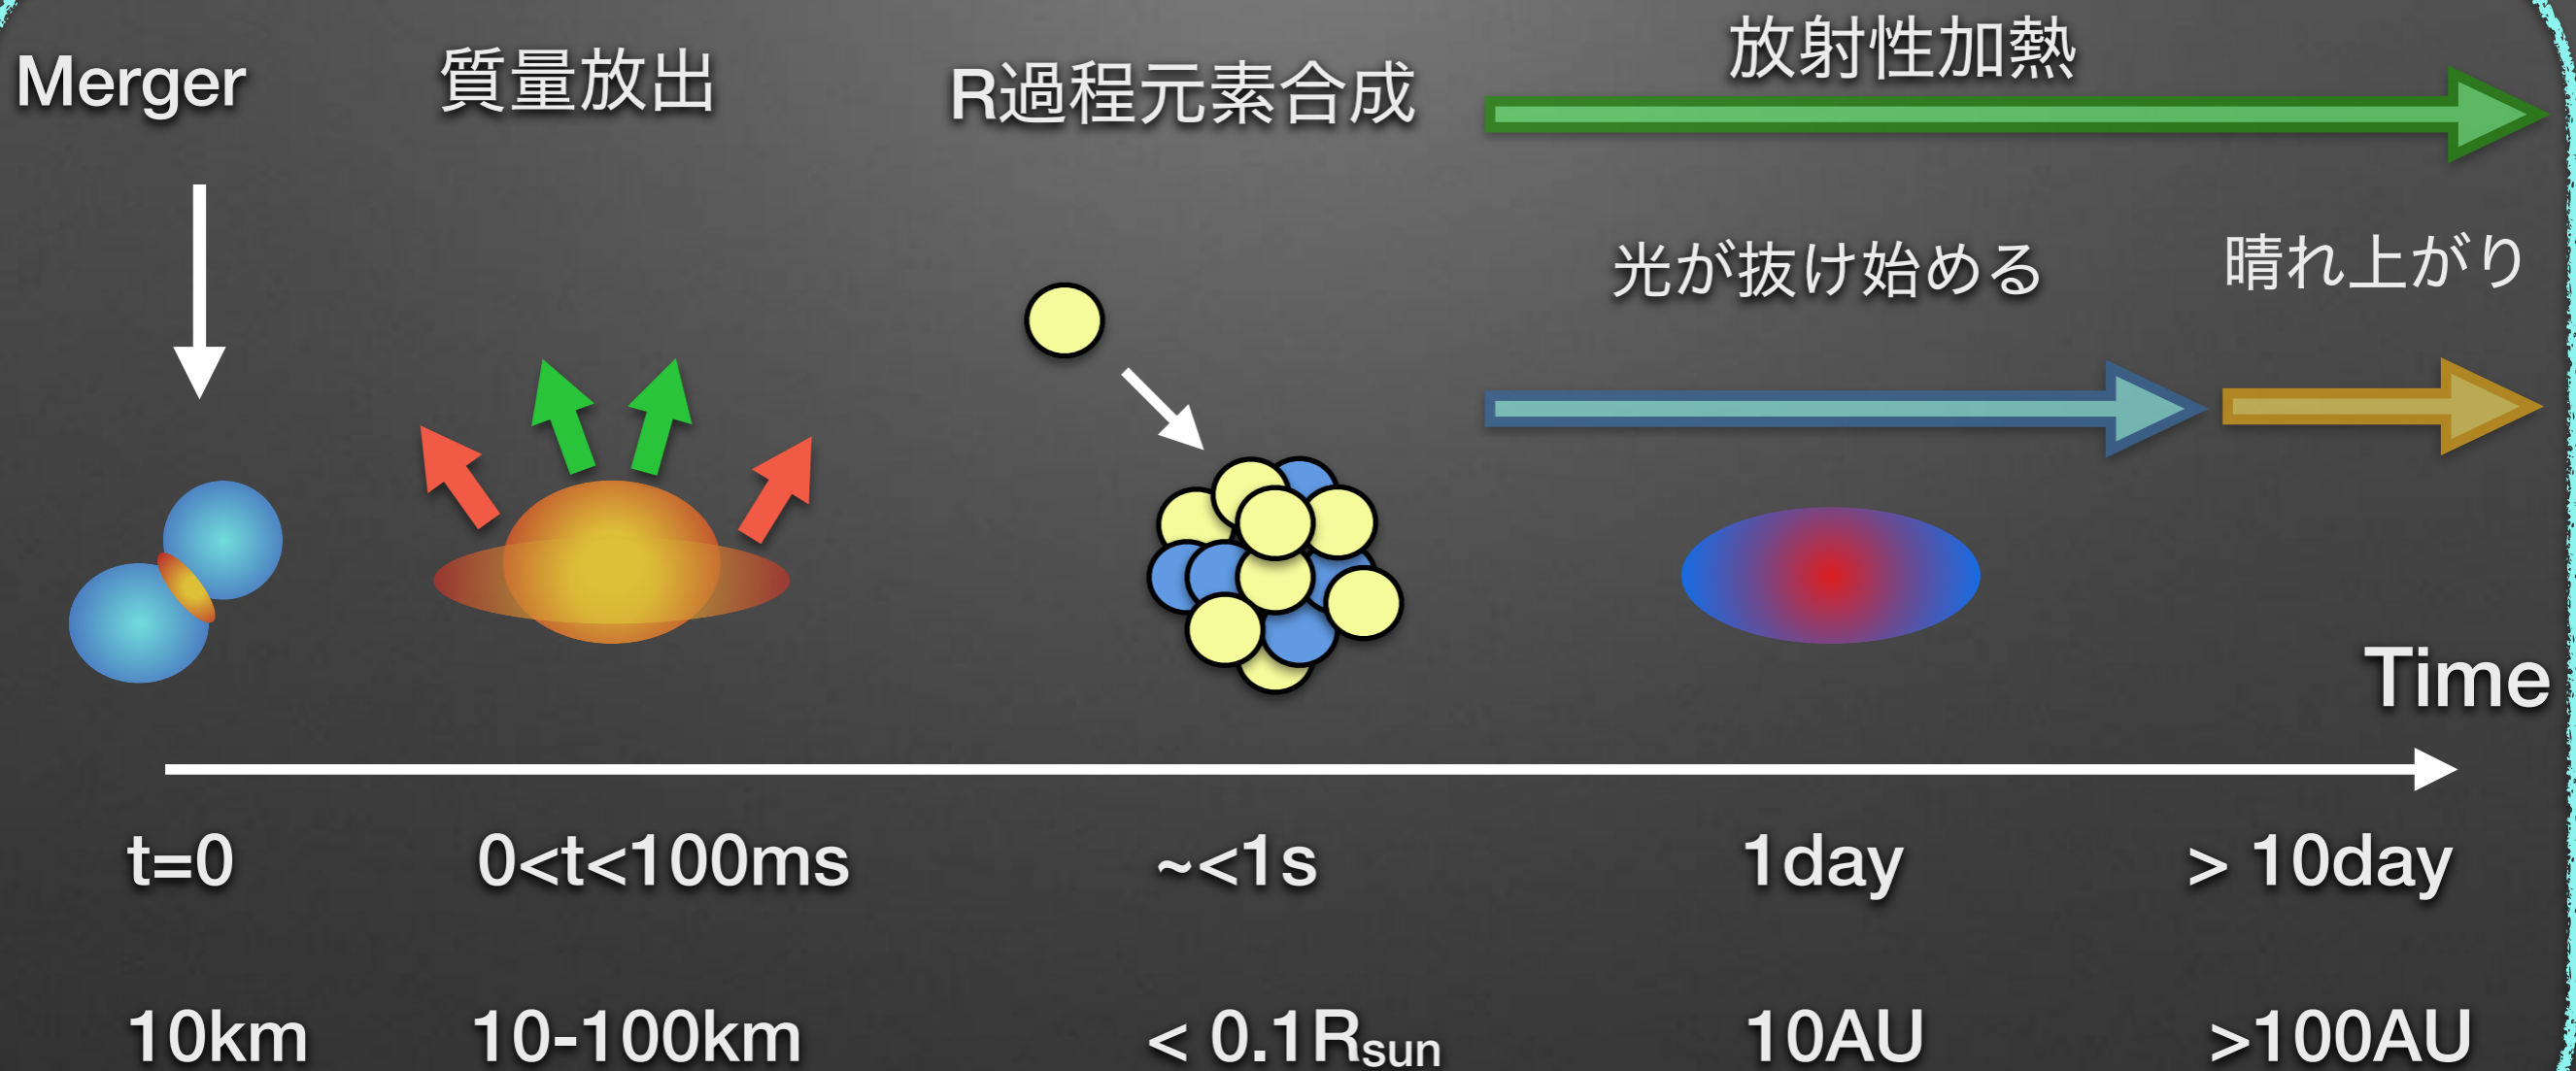 Merger
質量放出
R過程元素合成
放射性加熱
光が抜け始める
晴れ上がり
Time
t=0
0<t<100ms
~<1s
1day
> 10day
10km
10-100km
< 0.1Rsun
10AU
>100AU